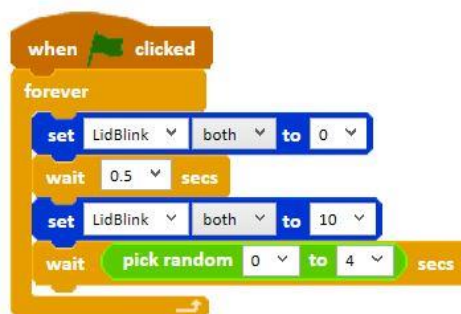 when clicked
forever
set LidBlink both to 0
wait 0.5 secs
set LidBlink both to 10
wait pick random 0 to 4 secs